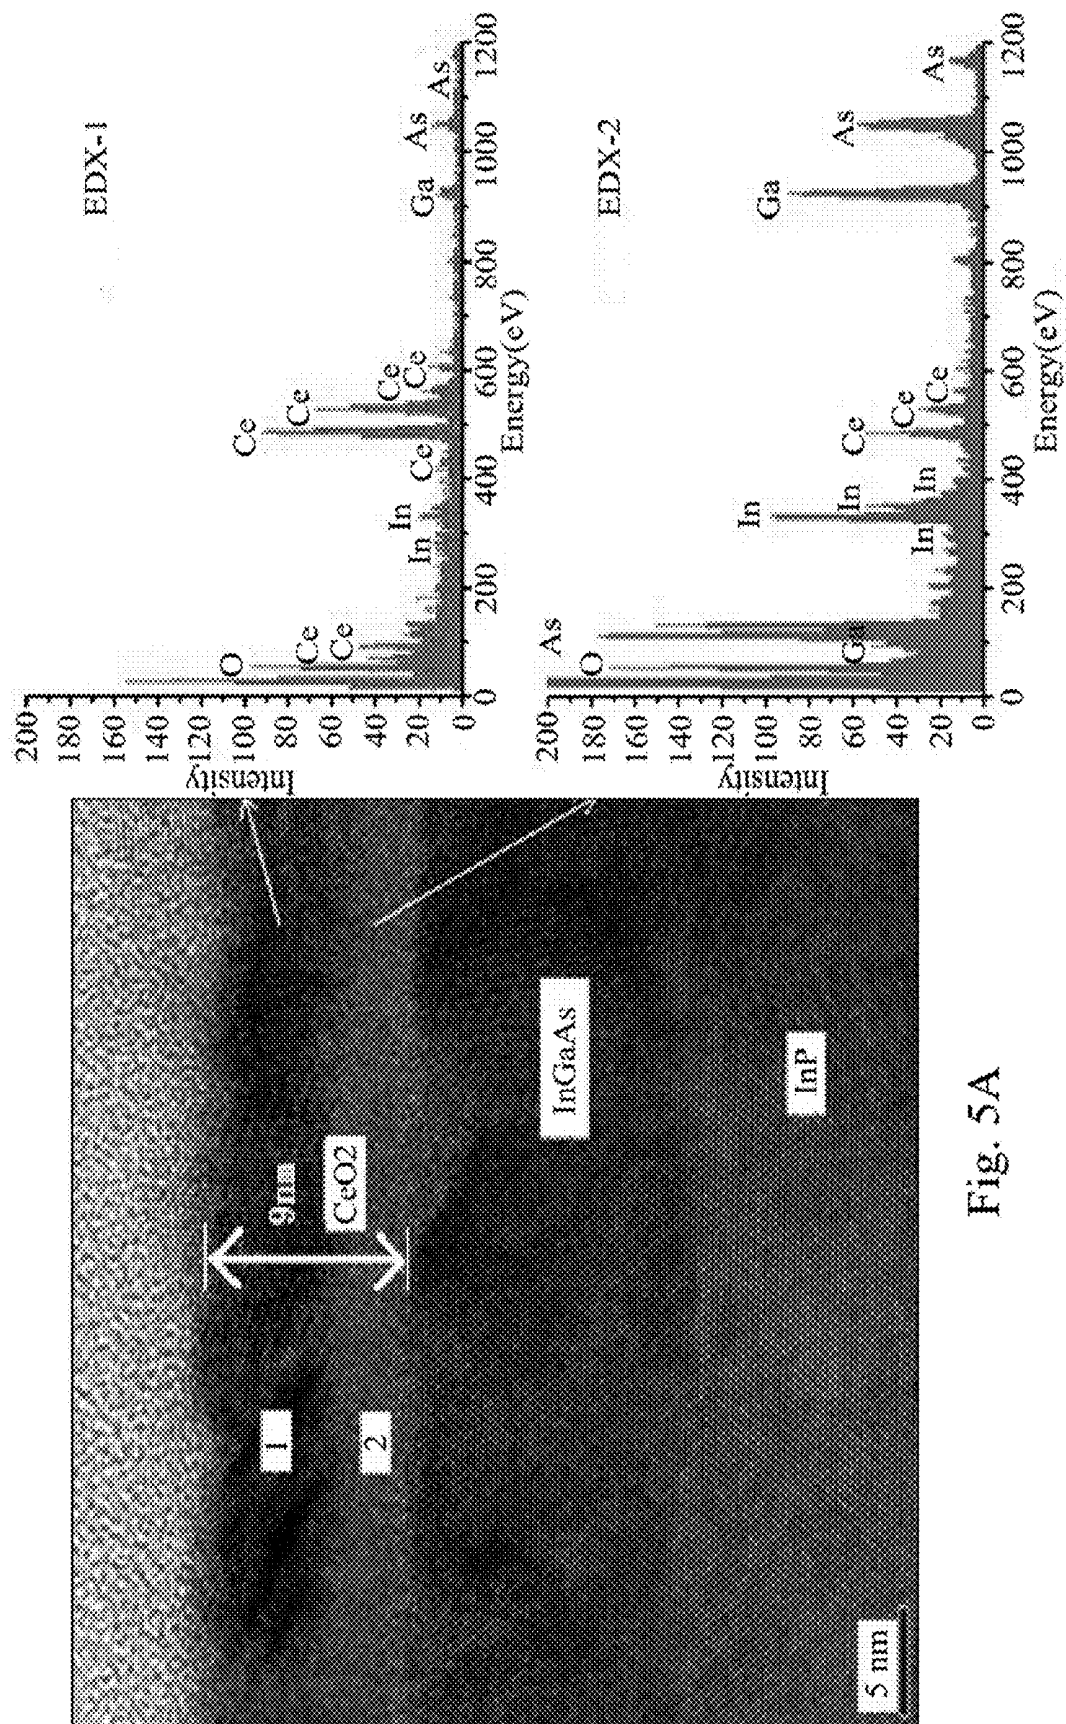 1
2
9nm
CeO2
InGaAs
InP
5 nm
EDX-1
Intensity
200
180
160
140
120
100
80
60
40
20
0
O
Ce
Ce
In
In
Ce
Ce
Ce
Ce
Ce
Ga
As
As
0
200
400
600
800
1000
1200
Energy(eV)
EDX-2
Intensity
200
180
160
140
120
100
80
60
40
20
0
As
O
Ga
In
In
In
In
Ce
Ce
Ce
Ga
As
As
0
200
400
600
800
1000
1200
Energy(eV)
Fig. 5A